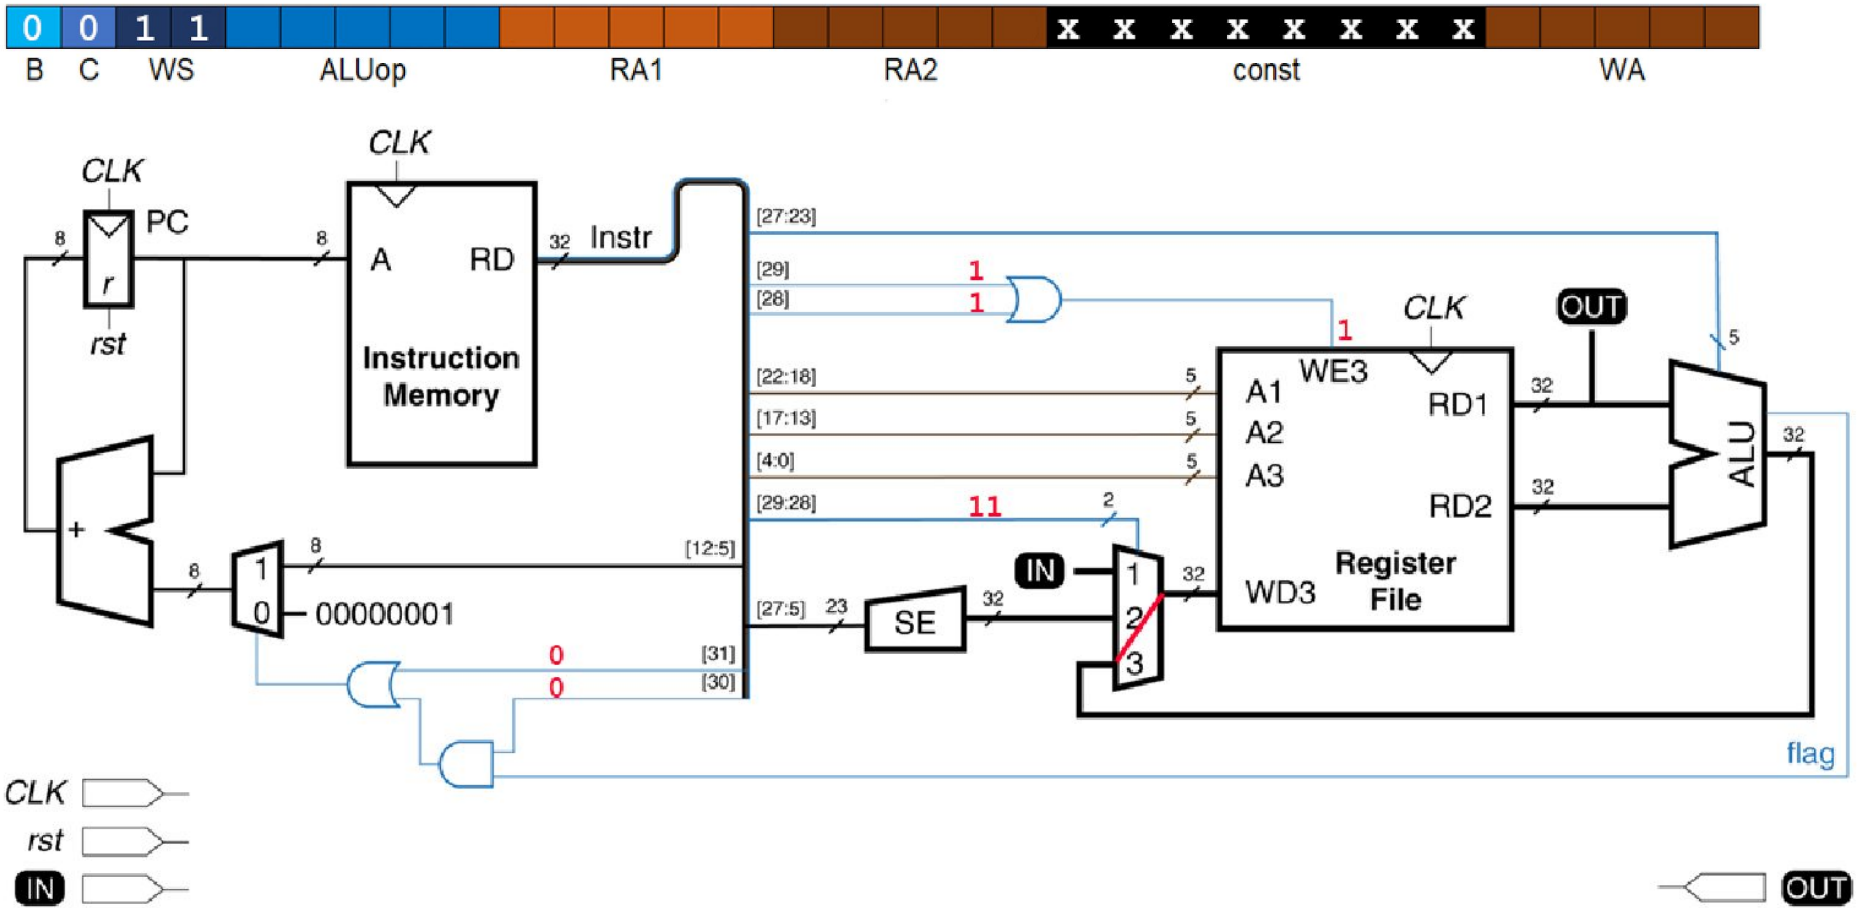 0 0 1 1 x x x x x x x x
B C WS ALUop RA1 RA2 const WA
CLK
CLK
PC
8
8
A
RD
32
Instr
r
rst
Instruction
Memory
[27:23]
[29]
1
[28]
1
1
CLK
OUT
5
WE3
[22:18]
5
A1
RD1
32
[17:13]
5
A2
[4:0]
5
A3
ALU
32
[29:28]
11
2
RD2
32
+
8
1
0
00000001
8
[12:5]
IN
1
2
3
32
WD3
Register
File
[27:5]
23
SE
32
0
[31]
0
[30]
flag
CLK
rst
IN
OUT